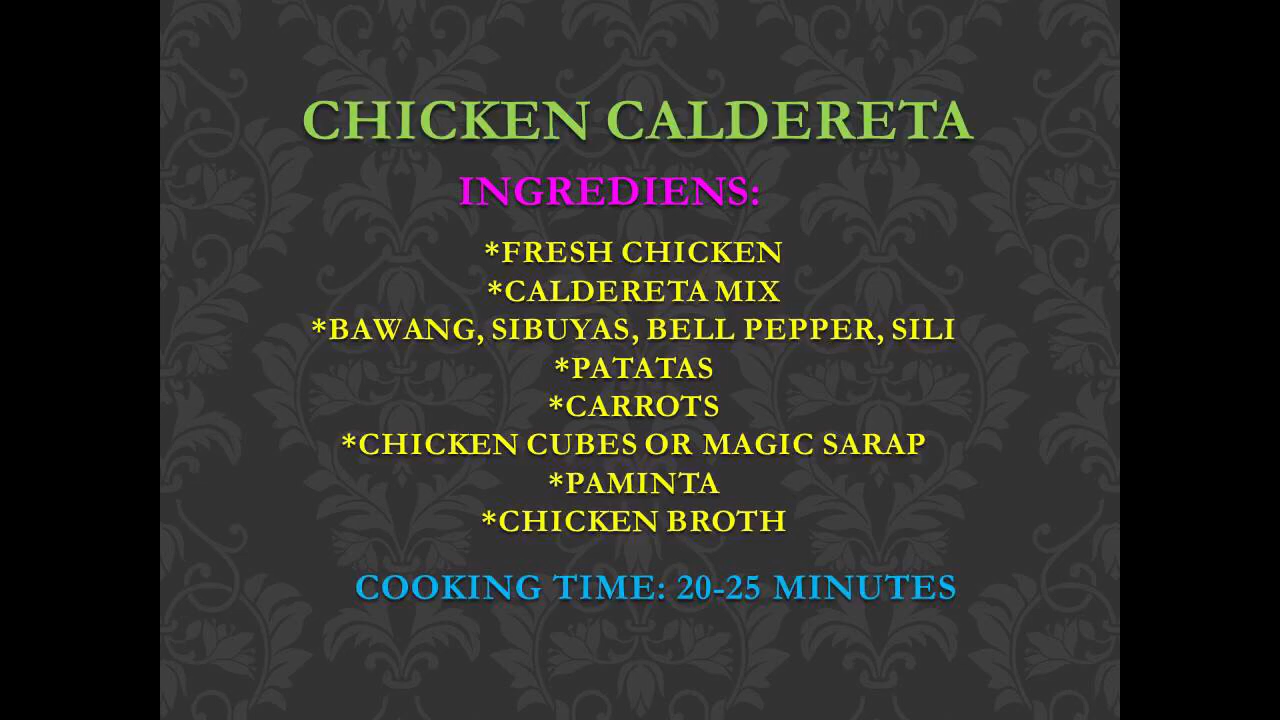 CHICKEN CALDERETA
INGREDIENS:
*FRESH CHICKEN
*CALDERETA MIX
*BAWANG, SIBUYAS, BELL PEPPER, SILI
*PATATAS
*CARROTS
*CHICKEN CUBES OR MAGIC SARAP
*PAMINTA
*CHICKEN BROTH
COOKING TIME: 20-25 MINUTES